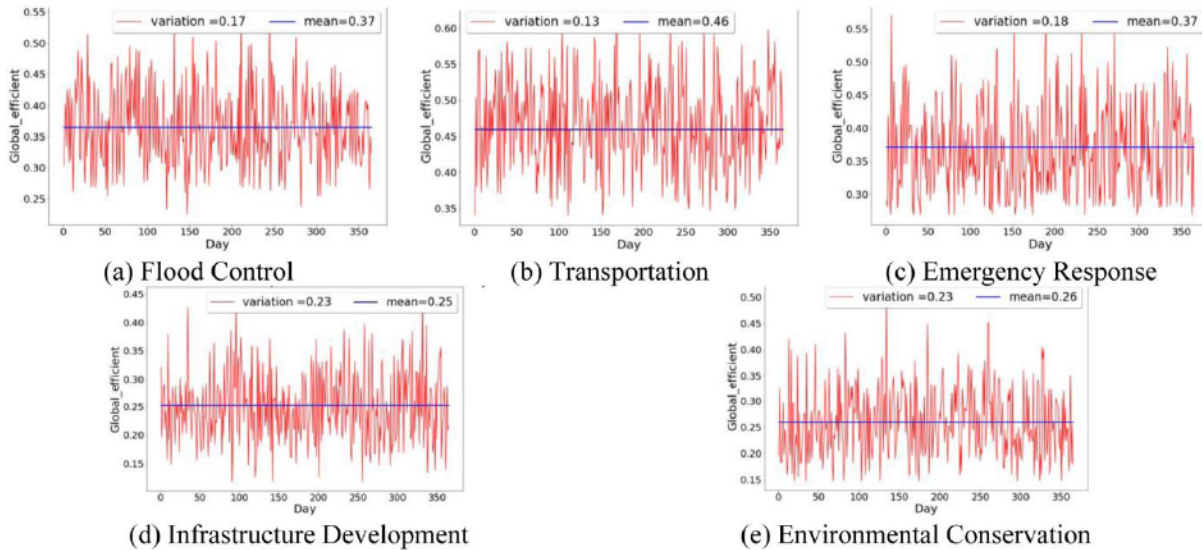 variation =0.17 mean=0.37
0.55
0.50
0.45
0.40
0.35
0.30
0.25
Global_efficient
0 50 100 150 200 250 300 350
Day
(a) Flood Control
variation =0.13 mean=0.46
0.60
0.55
0.50
0.45
0.40
0.35
Global_efficient
0 50 100 150 200 250 300 350
Day
(b) Transportation
variation =0.18 mean=0.37
0.55
0.50
0.45
0.40
0.35
0.30
Global_efficient
0 50 100 150 200 250 300 350
Day
(c) Emergency Response
variation =0.23 mean=0.25
0.45
0.40
0.35
0.30
0.25
0.20
0.15
Global_efficient
0 50 100 150 200 250 300 350
Day
(d) Infrastructure Development
variation =0.23 mean=0.26
0.50
0.45
0.40
0.35
0.30
0.25
0.20
0.15
Global_efficient
0 50 100 150 200 250 300 350
Day
(e) Environmental Conservation